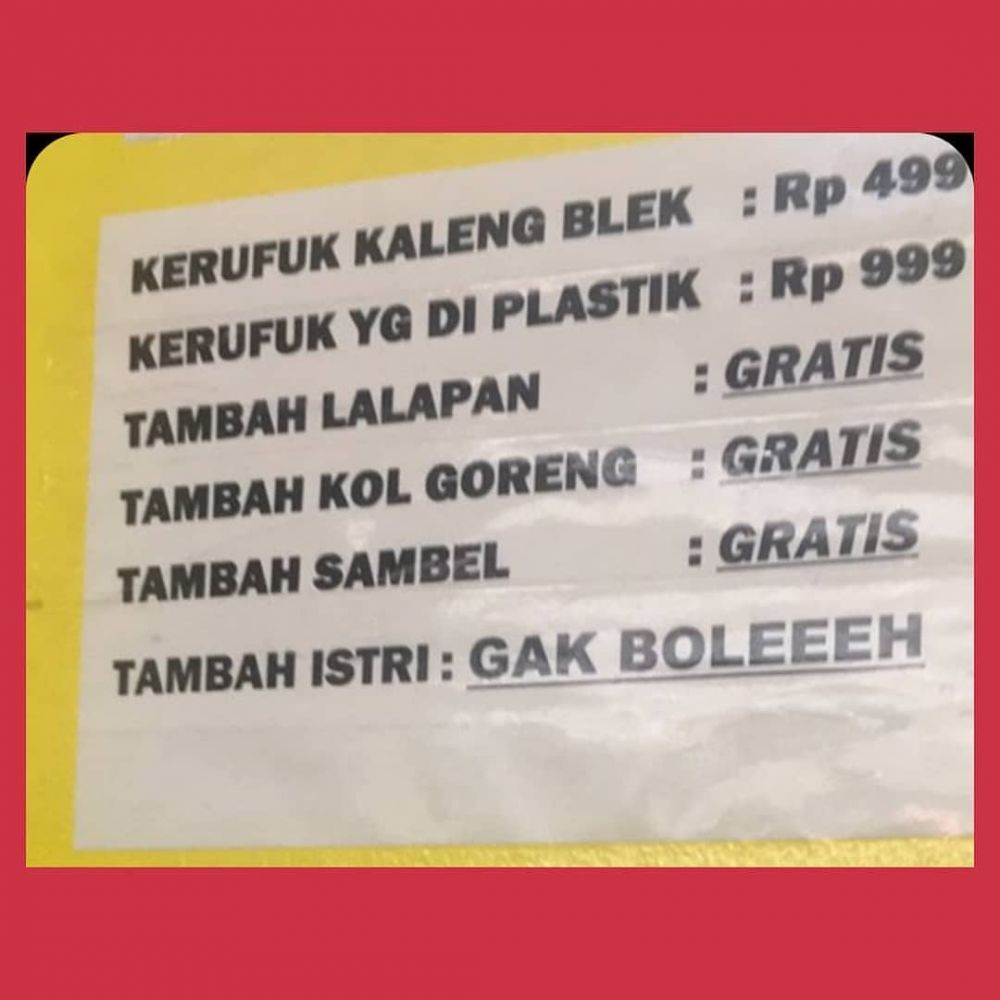 KERUFUK KALENG BLEK : Rp 499
KERUFUK YG DI PLASTIK : Rp 999
TAMBAH LALAPAN : GRATIS
TAMBAH KOL GORENG : GRATIS
TAMBAH SAMBEL : GRATIS
TAMBAH ISTRI : GAK BOLEEEH